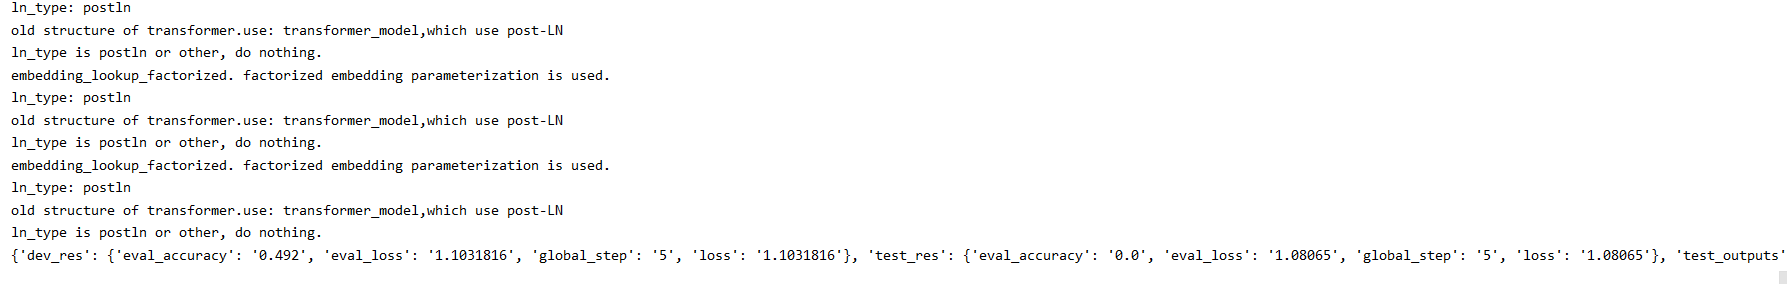 ln_type: postln
old structure of transformer.use: transformer_model,which use post-LN
ln_type is postln or other, do nothing.
embedding_lookup_factorized. factorized embedding parameterization is used.
ln_type: postln
old structure of transformer.use: transformer_model,which use post-LN
ln_type is postln or other, do nothing.
embedding_lookup_factorized. factorized embedding parameterization is used.
ln_type: postln
old structure of transformer.use: transformer_model,which use post-LN
ln_type is postln or other, do nothing.
{'dev_res': {'eval_accuracy': '0.492', 'eval_loss': '1.1031816', 'global_step': '5', 'loss': '1.1031816'}, 'test_res': {'eval_accuracy': '0.0', 'eval_loss': '1.08065', 'global_step': '5', 'loss': '1.08065'}, 'test_outputs'